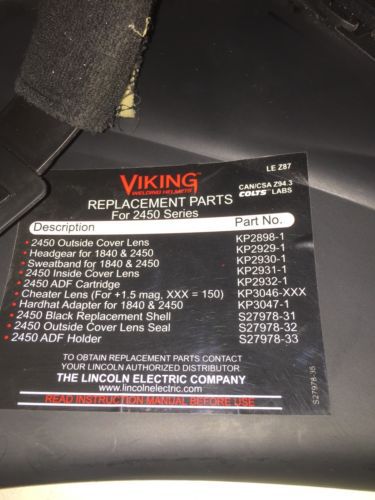 VIKING™
WELDING HELMETS
LE Z87
CAN/CSA Z94.3
COLTS LABS
REPLACEMENT PARTS
For 2450 Series
Description Part No.
• 2450 Outside Cover Lens KP2898-1
• Headgear for 1840 & 2450 KP2929-1
• Sweatband for 1840 & 2450 KP2930-1
• 2450 Inside Cover Lens KP2931-1
• 2450 ADF Cartridge KP2932-1
• Cheater Lens (For +1.5 mag, XXX = 150) KP3046-XXX
• Hardhat Adapter for 1840 & 2450 KP3047-1
• 2450 Black Replacement Shell S27978-31
• 2450 Outside Cover Lens Seal S27978-32
• 2450 ADF Holder S27978-33
TO OBTAIN REPLACEMENT PARTS CONTACT
YOUR LINCOLN AUTHORIZED DISTRIBUTOR.
THE LINCOLN ELECTRIC COMPANY
www.lincolnelectric.com
READ INSTRUCTION MANUAL BEFORE USE
S27978-35